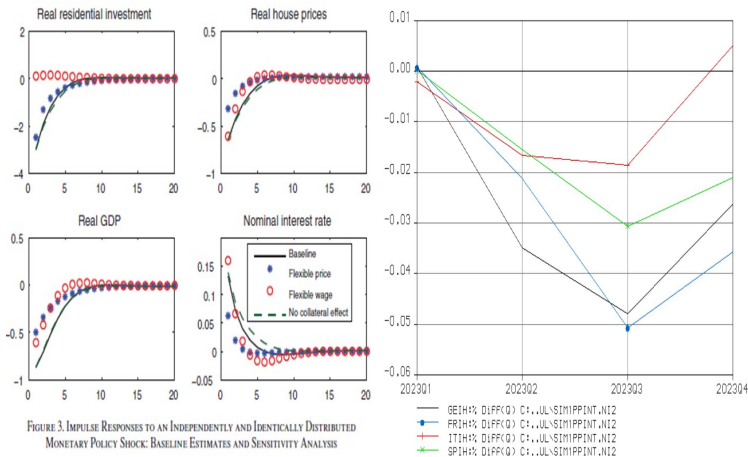 Real residential investment
2
0
−2
−4
0 5 10 15 20
Real house prices
0.5
0
−0.5
−1
0 5 10 15 20
Real GDP
0.5
0
−0.5
−1
0 5 10 15 20
Nominal interest rate
0.15
0.1
0.05
0
−0.05
0 5 10 15 20
Baseline
Flexible price
Flexible wage
No collateral effect
FIGURE 3. IMPULSE RESPONSES TO AN INDEPENDENTLY AND IDENTICALLY DISTRIBUTED
MONETARY POLICY SHOCK: BASELINE ESTIMATES AND SENSITIVITY ANALYSIS
0.01
0.00
-0.01
-0.02
-0.03
-0.04
-0.05
-0.06
2023Q1 2023Q2 2023Q3 2023Q4
GEIH:% Diff(Q) C:..UL\SIM1PPINT.NI2
FRIH:% Diff(Q) C:..UL\SIM1PPINT.NI2
ITIH:% Diff(Q) C:..UL\SIM1PPINT.NI2
SPIH:% Diff(Q) C:..UL\SIM1PPINT.NI2